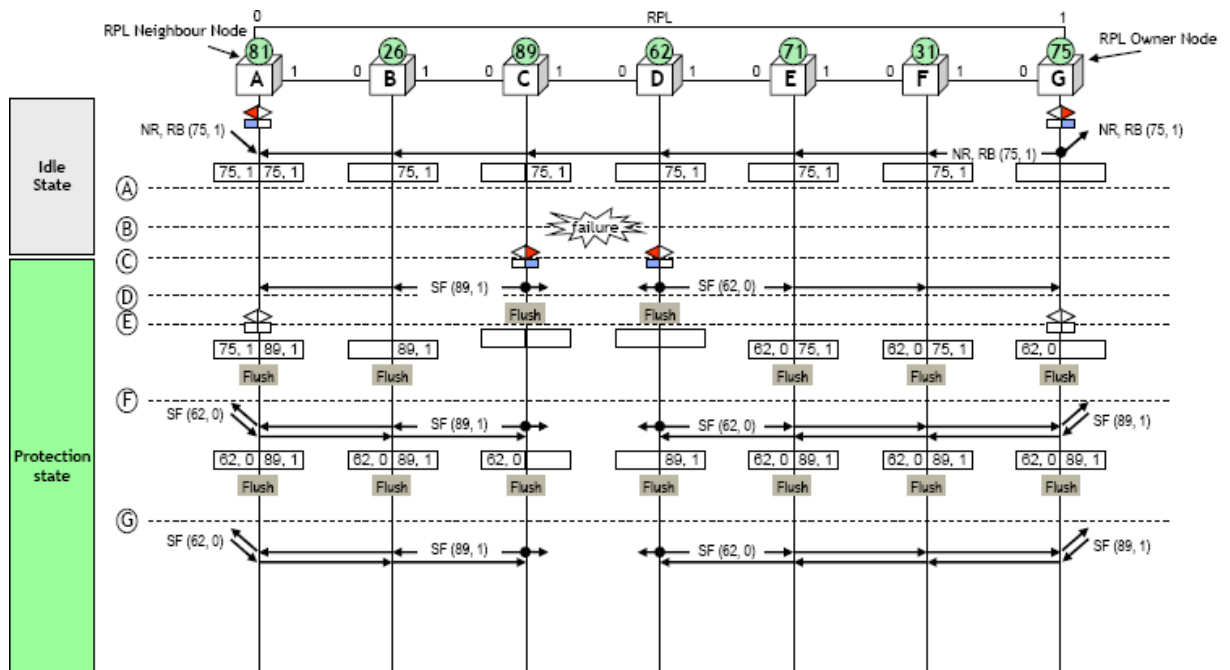 0 RPL 1
RPL Neighbour Node
RPL Owner Node
81 26 89 62 71 31 75
A 1 0 B 1 0 C 1 0 D 1 0 E 1 0 F 1 0 G
NR, RB (75, 1)
NR, RB (75, 1)
NR, RB (75, 1)
Idle
State
75, 1 75, 1
75, 1
75, 1
75, 1
75, 1
75, 1
A
B
failure
C
SF (89, 1)
SF (62, 0)
D
Flush Flush
E
75, 1 89, 1
89, 1
62, 0 75, 1
62, 0 75, 1
62, 0
Flush Flush Flush Flush Flush
F
SF (62, 0)
SF (89, 1)
SF (62, 0)
SF (89, 1)
Protection
state
62, 0 89, 1
62, 0 89, 1
62, 0
89, 1
62, 0 89, 1
62, 0 89, 1
62, 0 89, 1
Flush Flush Flush Flush Flush Flush Flush
G
SF (62, 0)
SF (89, 1)
SF (62, 0)
SF (89, 1)